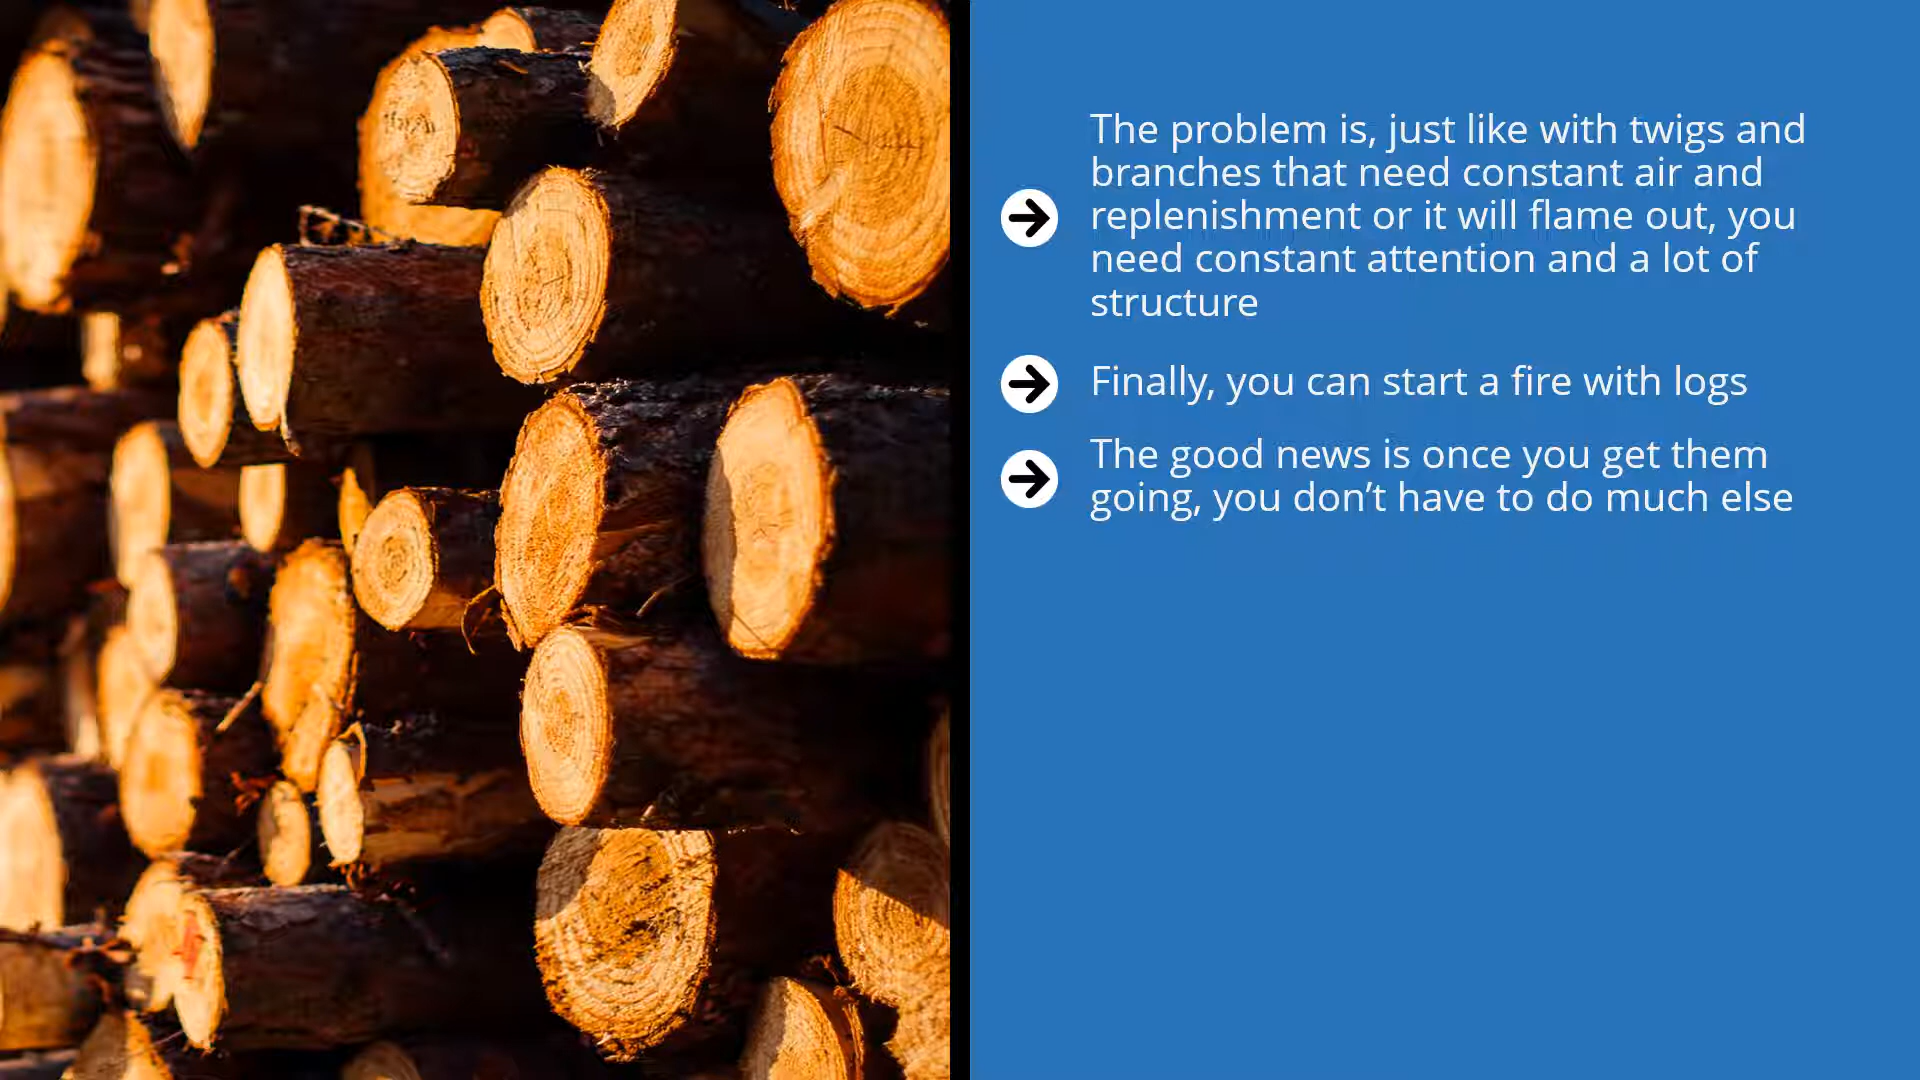 The problem is, just like with twigs and
branches that need constant air and
replenishment or it will flame out, you
need constant attention and a lot of
structure
Finally, you can start a fire with logs
The good news is once you get them
going, you don’t have to do much else